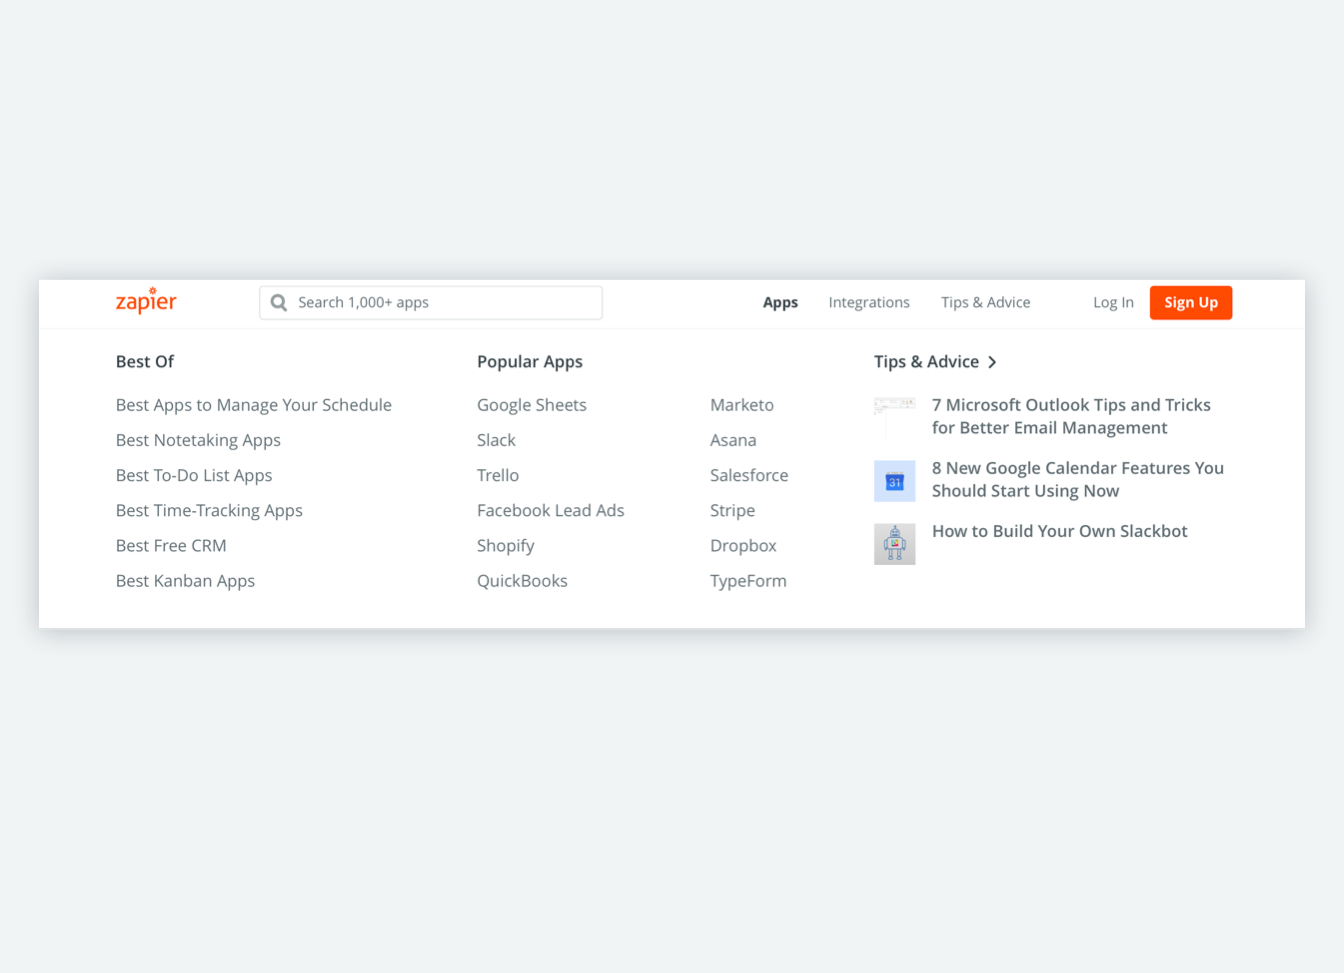 zapier
Search 1,000+ apps
Apps
Integrations
Tips & Advice
Log In
Sign Up
Best Of
Best Apps to Manage Your Schedule
Best Notetaking Apps
Best To-Do List Apps
Best Time-Tracking Apps
Best Free CRM
Best Kanban Apps
Popular Apps
Google Sheets
Slack
Trello
Facebook Lead Ads
Shopify
QuickBooks
Marketo
Asana
Salesforce
Stripe
Dropbox
TypeForm
Tips & Advice
7 Microsoft Outlook Tips and Tricks
for Better Email Management
31
8 New Google Calendar Features You
Should Start Using Now
How to Build Your Own Slackbot